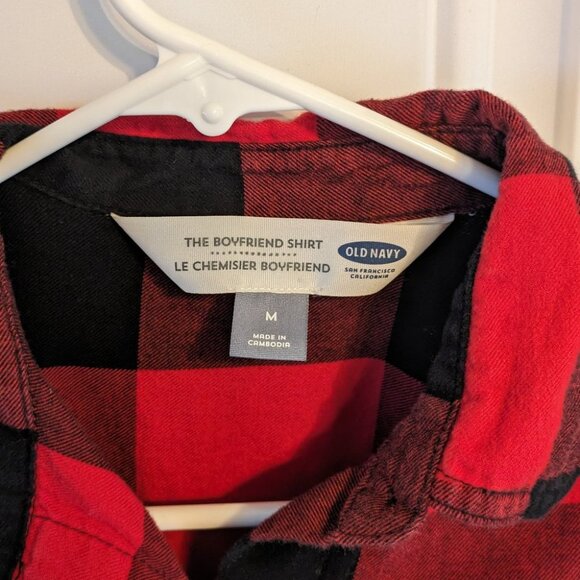 THE BOYFRIEND SHIRT
LE CHEMISIER BOYFRIEND
OLD NAVY
SAN FRANCISCO
CALIFORNIA
M
MADE IN
CAMBODIA